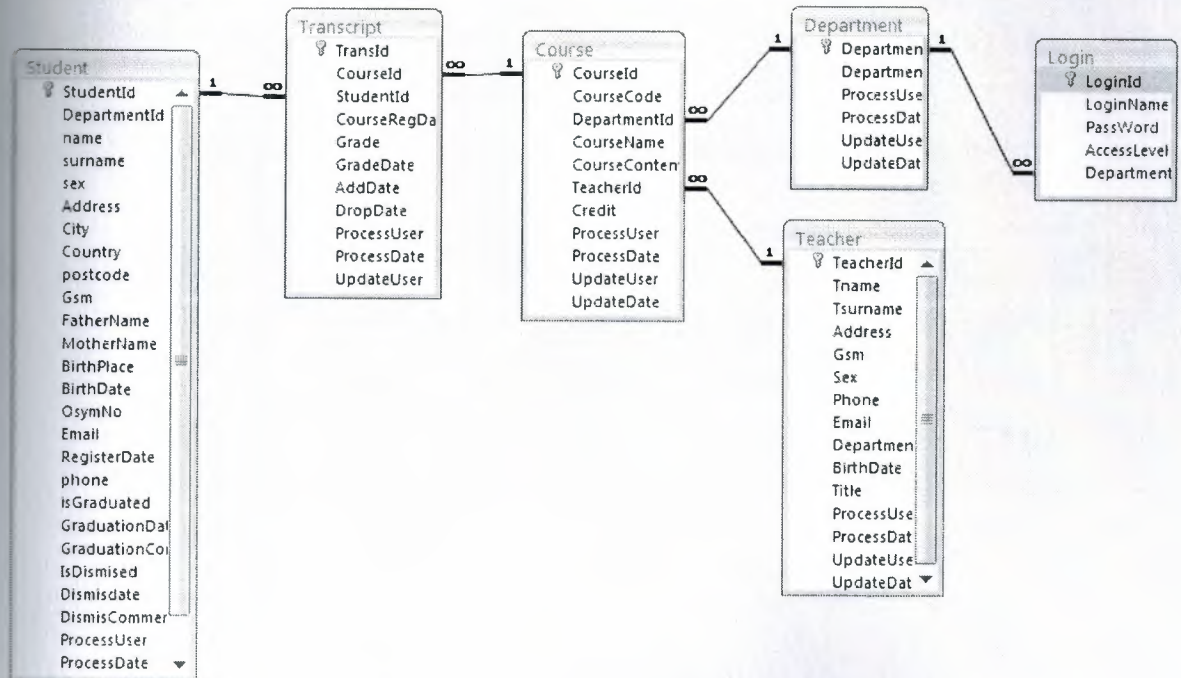 Student
StudentId
DepartmentId
name
surname
sex
Address
City
Country
postcode
Gsm
FatherName
MotherName
BirthPlace
BirthDate
OsymNo
Email
RegisterDate
phone
isGraduated
GraduationDat
GraduationCor
IsDismised
Dismisdate
DismisCommer
ProcessUser
ProcessDate
1
∞
Transcript
TransId
CourseId
StudentId
CourseRegDa
Grade
GradeDate
AddDate
DropDate
ProcessUser
ProcessDate
UpdateUser
∞
1
Course
CourseId
CourseCode
DepartmentId
CourseName
CourseConten
TeacherId
Credit
ProcessUser
ProcessDate
UpdateUser
UpdateDate
∞
1
∞
1
Department
Departmen
Departmen
ProcessUse
ProcessDat
UpdateUse
UpdateDat
1
∞
Login
LoginId
LoginName
PassWord
AccessLevel
Department
Teacher
TeacherId
Tname
Tsurname
Address
Gsm
Sex
Phone
Email
Departmen
BirthDate
Title
ProcessUse
ProcessDat
UpdateUse
UpdateDat